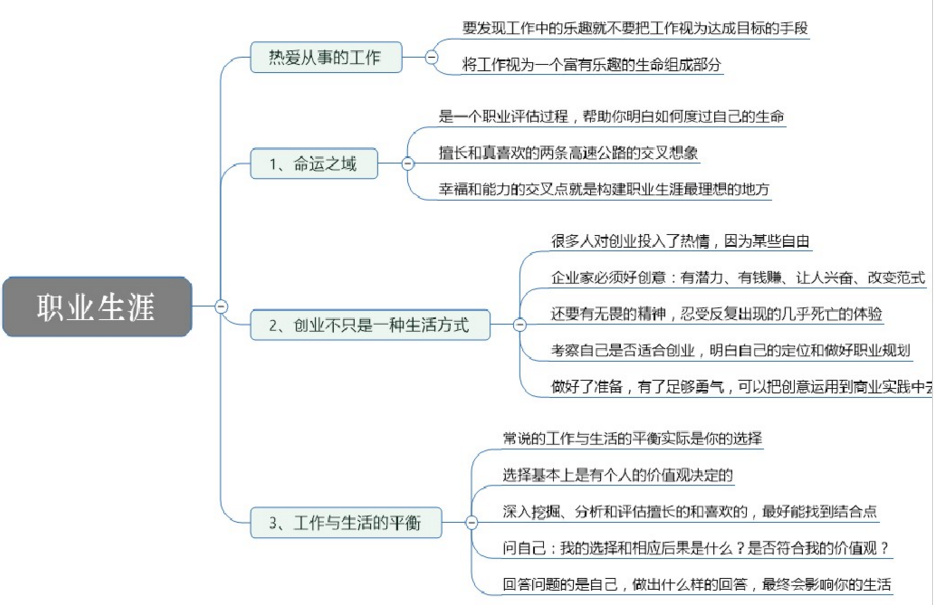 职业生涯
热爱从事的工作
要发现工作中的乐趣就不要把工作视为达成目标的手段
将工作视为一个富有乐趣的生命组成部分
1、命运之域
是一个职业评估过程，帮助你明白如何度过自己的生命
擅长和真喜欢的两条高速公路的交叉想象
幸福和能力的交叉点就是构建职业生涯最理想的地方
2、创业不只是一种生活方式
很多人对创业投入了热情，因为某些自由
企业家必须好创意：有潜力、有钱赚、让人兴奋、改变范式
还要有无畏的精神，忍受反复出现的几乎死亡的体验
考察自己是否适合创业，明白自己的定位和做好职业规划
做好了准备，有了足够勇气，可以把创意运用到商业实践中去
3、工作与生活的平衡
常说的工作与生活的平衡实际是你的选择
选择基本上是有个人的价值观决定的
深入挖掘、分析和评估擅长的和喜欢的，最好能找到结合点
问自己：我的选择和相应后果是什么？是否符合我的价值观？
回答问题的是自己，做出什么样的回答，最终会影响你的生活